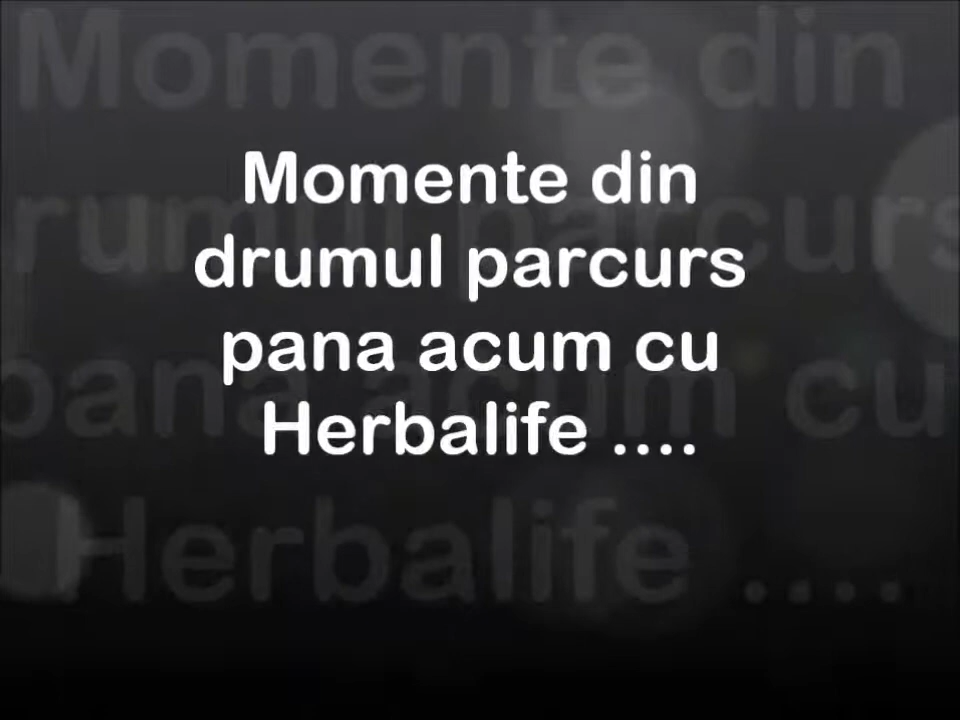 Momente din
drumul parcurs
pana acum cu
Herbalife ....